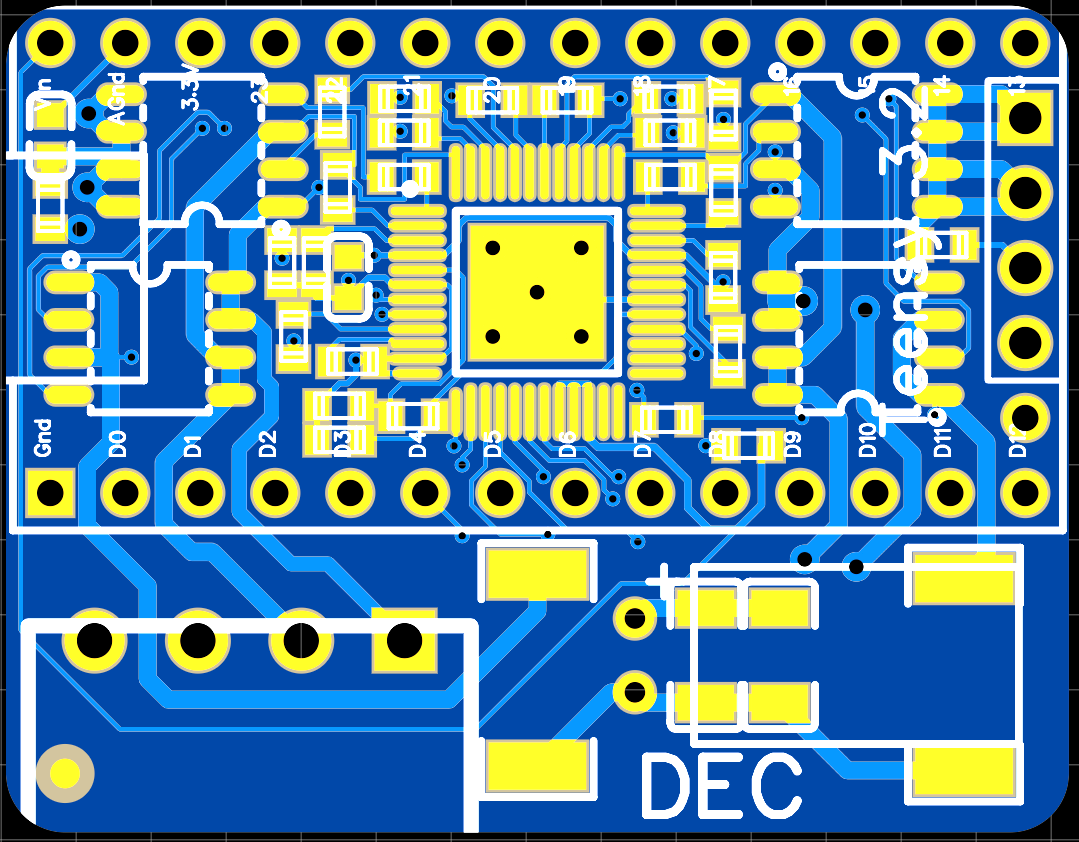 Vin AGnd 3.3V 23 22 21 20 19 18 17 16 15 14 13
Teensy 3.2
Gnd D0 D1 D2 D3 D4 D5 D6 D7 D8 D9 D10 D11 D12
+
DEC